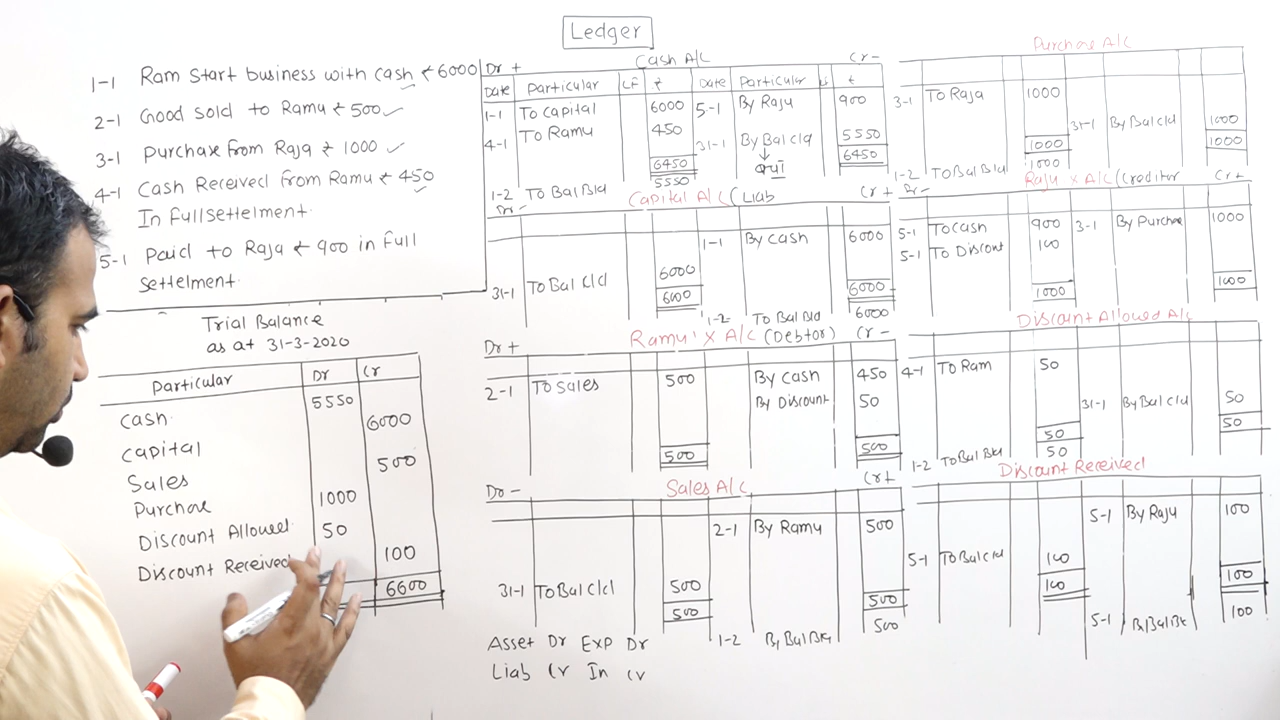 Ledger
1-1 Ram Start business with cash ₹ 6000
2-1 Good sold to Ramu ₹ 500
3-1 Purchase from Raja ₹ 1000
4-1 Cash Received from Ramu ₹ 450
In fullsettelment
5-1 Paid to Raja ₹ 900 in full
settelment
Trial Balance
as at 31-3-2020
Particular Dr Cr
Cash 5550
Capital 6000
Sales 500
Purchase 1000
Discount Allowed 50
Discount Received 100
6600
Dr + Cash A/C Cr -
Date Particular LF ₹ Date Particular ₹
1-1 To Capital 6000 5-1 By Raju 900
4-1 To Ramu 450 31-1 By Bal C/d 5550
6450 6450
1-2 To Bal B/d 5550
Dr - Capital A/C (Liab Cr +
1-1 By Cash 6000
31-1 To Bal C/d 6000
6000 6000
1-2 To Bal B/d 6000
Dr + Ramu' X A/C (Debtor) Cr -
2-1 To Sales 500 By Cash 450
By Discount 50
500 500
Dr - Sales A/C Cr +
2-1 By Ramu 500
31-1 To Bal C/d 500
500 500
1-2 500
Asset Dr Exp Dr
Liab Cr In Cr
Purchase A/C
3-1 To Raja 1000
31-1 By Bal C/d 1000
1000 1000
1-2 To Bal B/d 1000
Dr - Raju X A/C (Creditor Cr +
5-1 To Cash 900 3-1 By Purchase 1000
5-1 To Discount 100
1000 1000
Discount Allowed A/C
4-1 To Ram 50
31-1 By Bal C/d 50
50 50
1-2 To Bal B/d 50
Discount Received
5-1 By Raju 100
5-1 To Bal C/d 100
100 100
5-1 100